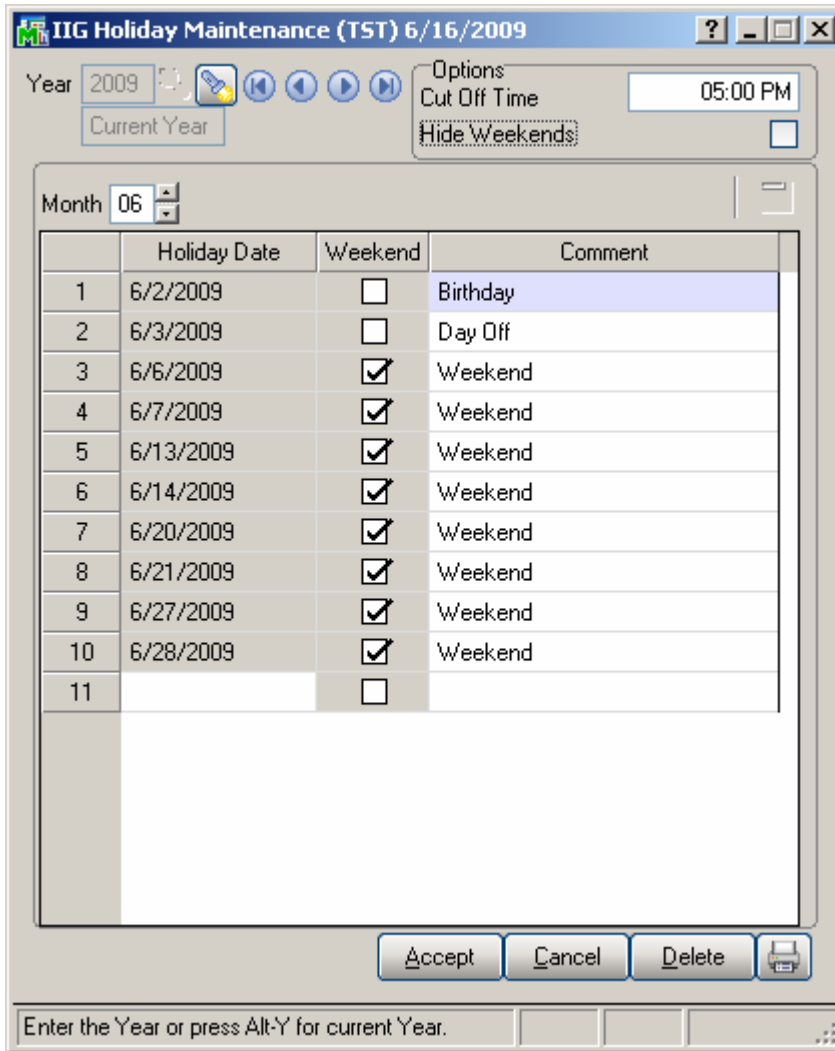 IIG Holiday Maintenance (TST) 6/16/2009
Year 2009
Current Year
Options
Cut Off Time 05:00 PM
Hide Weekends
Month 06
Holiday Date Weekend Comment
1 6/2/2009 Birthday
2 6/3/2009 Day Off
3 6/6/2009 Weekend
4 6/7/2009 Weekend
5 6/13/2009 Weekend
6 6/14/2009 Weekend
7 6/20/2009 Weekend
8 6/21/2009 Weekend
9 6/27/2009 Weekend
10 6/28/2009 Weekend
11
Accept Cancel Delete
Enter the Year or press Alt-Y for current Year.